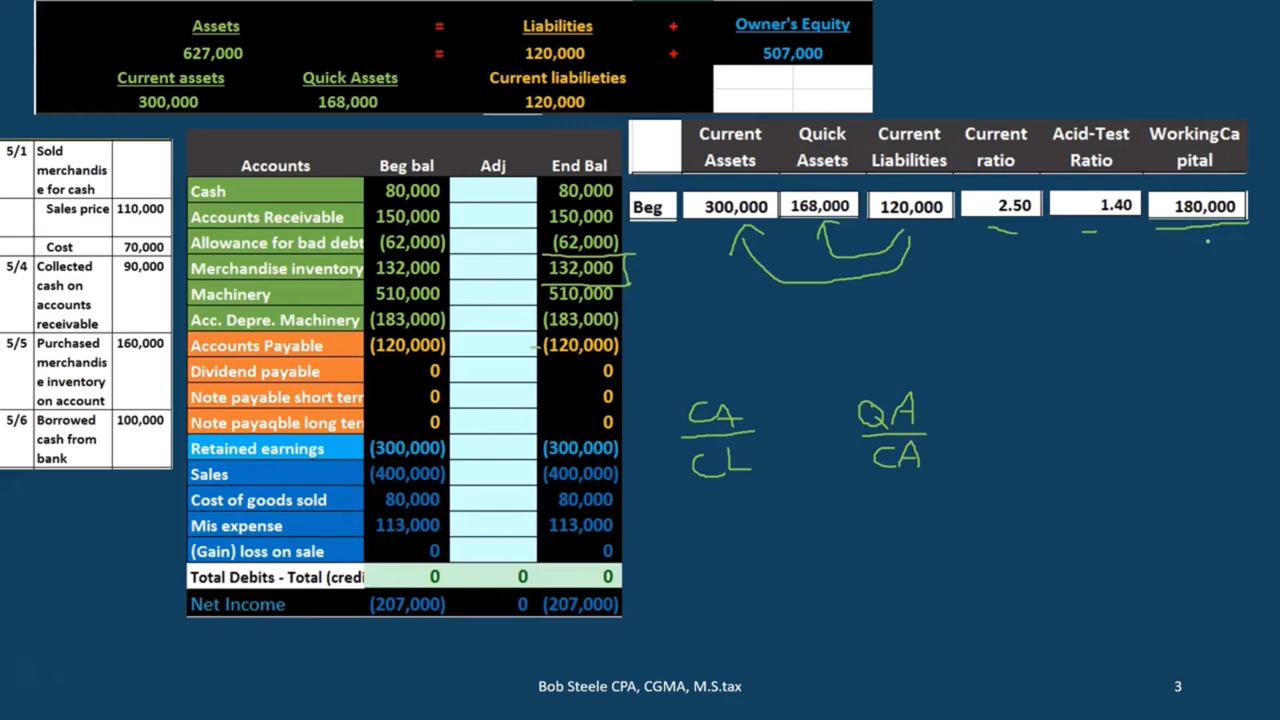 Assets = Liabilities + Owner's Equity
627,000 = 120,000 + 507,000
Current assets Quick Assets Current liabilieties
300,000 168,000 120,000
5/1 Sold
merchandis
e for cash
Sales price 110,000
Cost 70,000
5/4 Collected 90,000
cash on
accounts
receivable
5/5 Purchased 160,000
merchandis
e inventory
on account
5/6 Borrowed 100,000
cash from
bank
Accounts Beg bal Adj End Bal
Cash 80,000 80,000
Accounts Receivable 150,000 150,000
Allowance for bad debt (62,000) (62,000)
Merchandise inventory 132,000 132,000
Machinery 510,000 510,000
Acc. Depre. Machinery (183,000) (183,000)
Accounts Payable (120,000) (120,000)
Dividend payable 0 0
Note payable short terr 0 0
Note payaqble long ter 0 0
Retained earnings (300,000) (300,000)
Sales (400,000) (400,000)
Cost of goods sold 80,000 80,000
Mis expense 113,000 113,000
(Gain) loss on sale 0 0
Total Debits - Total (credi 0 0 0
Net Income (207,000) 0 (207,000)
Current Quick Current Current Acid-Test WorkingCa
Assets Assets Liabilities ratio Ratio pital
Beg 300,000 168,000 120,000 2.50 1.40 180,000
CA QA
CL CA
Bob Steele CPA, CGMA, M.S.tax 3